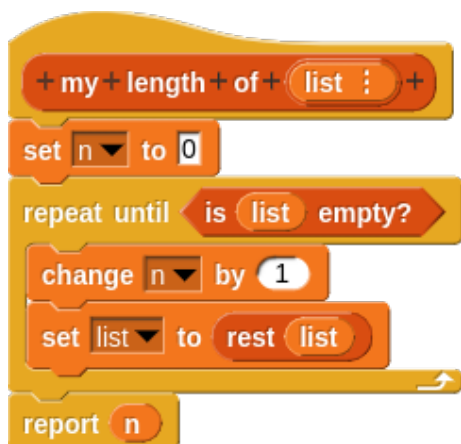 + my + length + of + list ⋮ +
set n to 0
repeat until is list empty?
change n by 1
set list to rest list
report n